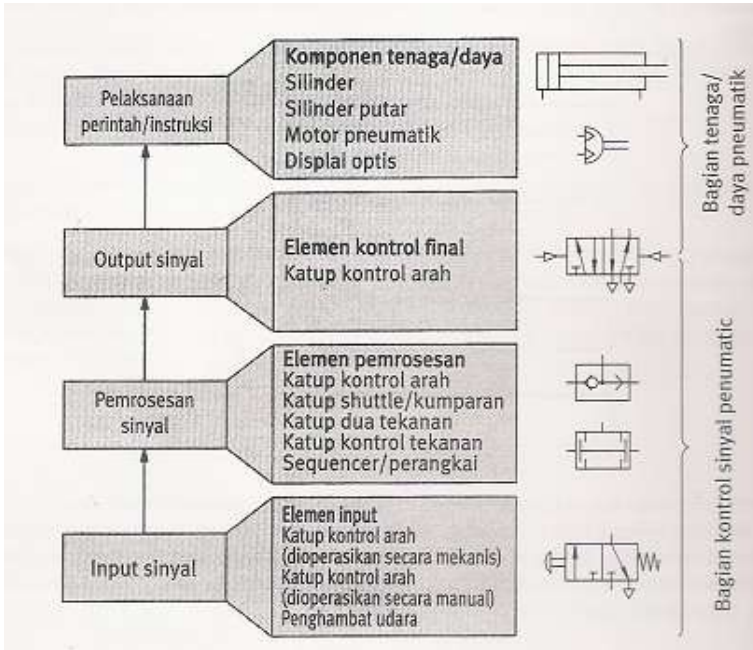 Pelaksanaan
perintah/instruksi
Komponen tenaga/daya
Silinder
Silinder putar
Motor pneumatik
Displai optis
Bagian tenaga/
daya pneumatik
Output sinyal
Elemen kontrol final
Katup kontrol arah
Pemrosesan
sinyal
Elemen pemrosesan
Katup kontrol arah
Katup shuttle/kumparan
Katup dua tekanan
Katup kontrol tekanan
Sequencer/perangkai
Input sinyal
Elemen input
Katup kontrol arah
(dioperasikan secara mekanis)
Katup kontrol arah
(dioperasikan secara manual)
Penghambat udara
Bagian kontrol sinyal penumatic